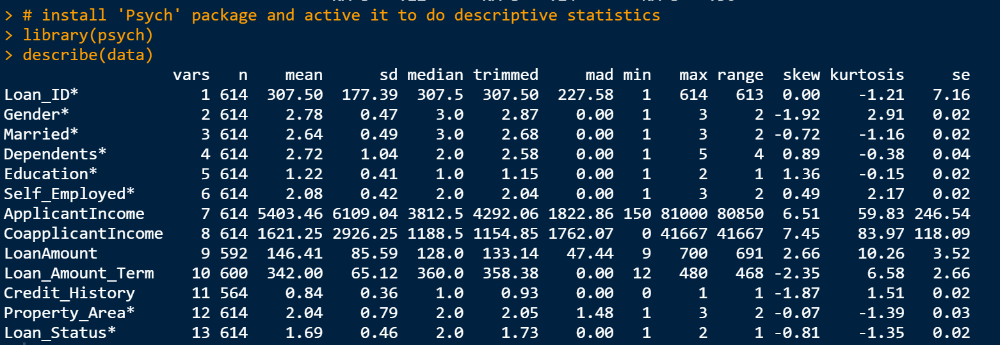 > # install 'Psych' package and active it to do descriptive statistics
> library(psych)
> describe(data)
vars n mean sd median trimmed mad min max range skew kurtosis se
Loan_ID* 1 614 307.50 177.39 307.5 307.50 227.58 1 614 613 0.00 -1.21 7.16
Gender* 2 614 2.78 0.47 3.0 2.87 0.00 1 3 2 -1.92 2.91 0.02
Married* 3 614 2.64 0.49 3.0 2.68 0.00 1 3 2 -0.72 -1.16 0.02
Dependents* 4 614 2.72 1.04 2.0 2.58 0.00 1 5 4 0.89 -0.38 0.04
Education* 5 614 1.22 0.41 1.0 1.15 0.00 1 2 1 1.36 -0.15 0.02
Self_Employed* 6 614 2.08 0.42 2.0 2.04 0.00 1 3 2 0.49 2.17 0.02
ApplicantIncome 7 614 5403.46 6109.04 3812.5 4292.06 1822.86 150 81000 80850 6.51 59.83 246.54
CoapplicantIncome 8 614 1621.25 2926.25 1188.5 1154.85 1762.07 0 41667 41667 7.45 83.97 118.09
LoanAmount 9 592 146.41 85.59 128.0 133.14 47.44 9 700 691 2.66 10.26 3.52
Loan_Amount_Term 10 600 342.00 65.12 360.0 358.38 0.00 12 480 468 -2.35 6.58 2.66
Credit_History 11 564 0.84 0.36 1.0 0.93 0.00 0 1 1 -1.87 1.51 0.02
Property_Area* 12 614 2.04 0.79 2.0 2.05 1.48 1 3 2 -0.07 -1.39 0.03
Loan_Status* 13 614 1.69 0.46 2.0 1.73 0.00 1 2 1 -0.81 -1.35 0.02